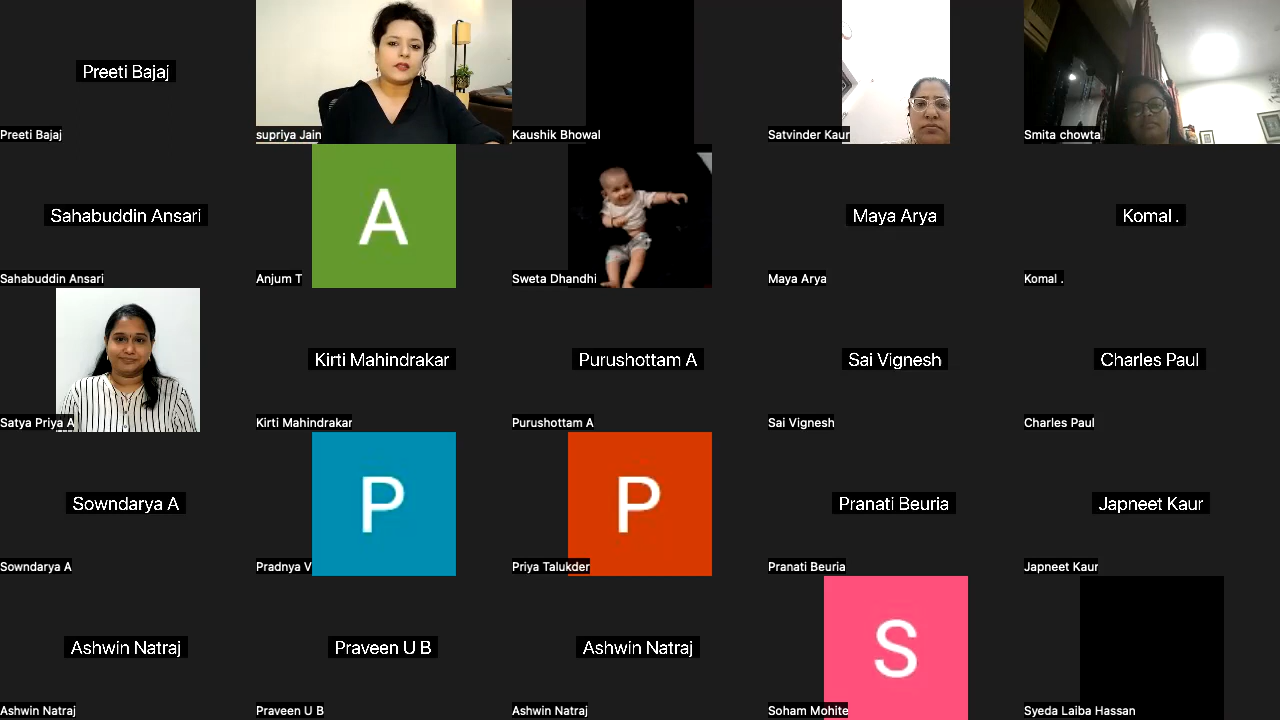 Preeti Bajaj
Preeti Bajaj
supriya Jain
Kaushik Bhowal
Satvinder Kaur
Smita chowta
Sahabuddin Ansari
Maya Arya
Komal .
A
Sahabuddin Ansari
Anjum T
Sweta Dhandhi
Maya Arya
Komal .
Kirti Mahindrakar
Purushottam A
Sai Vignesh
Charles Paul
Satya Priya A
Kirti Mahindrakar
Purushottam A
Sai Vignesh
Charles Paul
Sowndarya A
P
P
Pranati Beuria
Japneet Kaur
Sowndarya A
Pradnya V
Priya Talukder
Pranati Beuria
Japneet Kaur
Ashwin Natraj
Praveen U B
Ashwin Natraj
S
Ashwin Natraj
Praveen U B
Ashwin Natraj
Soham Mohite
Syeda Laiba Hassan